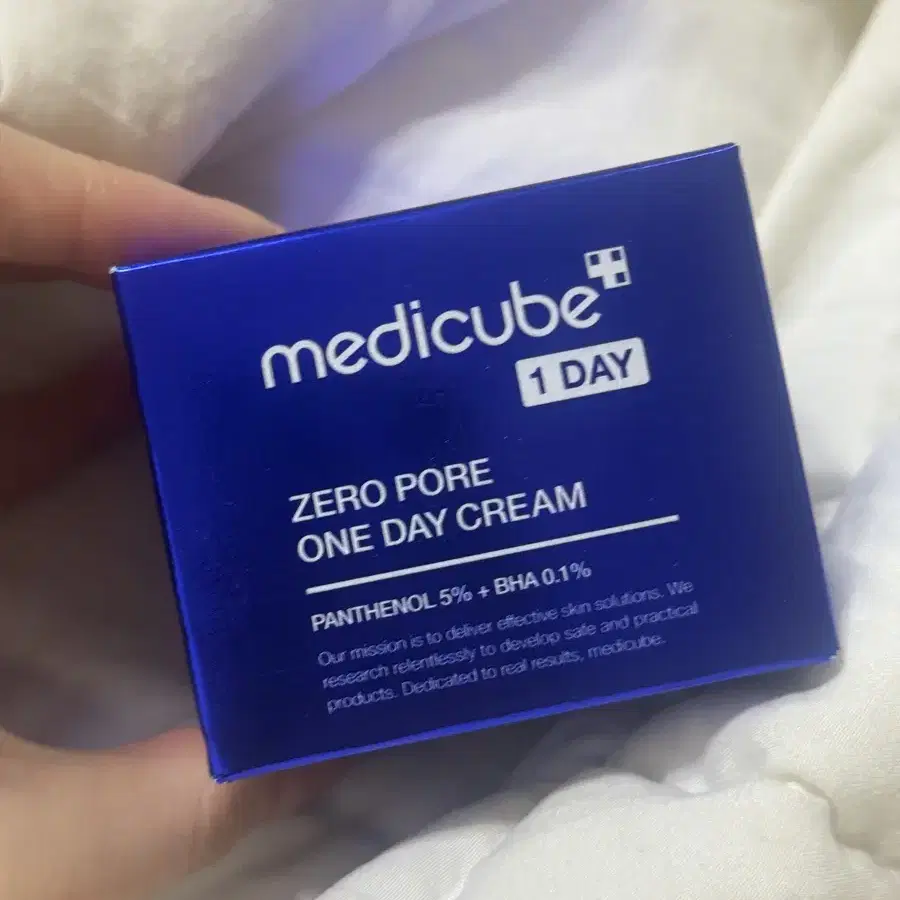 medicube
1 DAY
ZERO PORE
ONE DAY CREAM
PANTHENOL 5% + BHA 0.1%
Our mission is to deliver effective skin solutions. We
research relentlessly to develop safe and practical
products. Dedicated to real results, medicube.